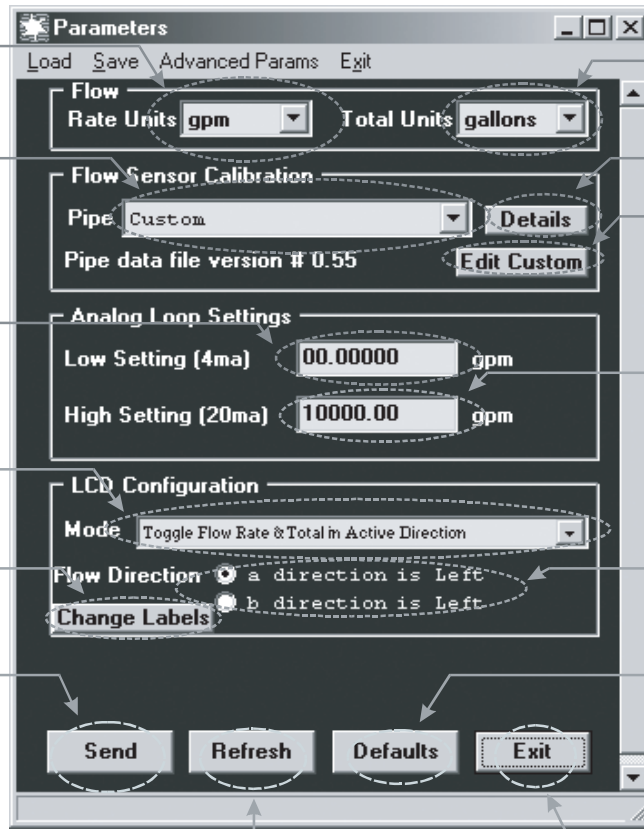 Parameters
Load Save Advanced Params Exit
Flow
Rate Units gpm Total Units gallons
Flow Sensor Calibration
Pipe Custom Details
Pipe data file version # 0.55 Edit Custom
Analog Loop Settings
Low Setting (4ma) 00.00000 gpm
High Setting (20ma) 10000.00 gpm
LCD Configuration
Mode Toggle Flow Rate & Total in Active Direction
Flow Direction a direction is Left
b direction is Left
Change Labels
Send Refresh Defaults Exit